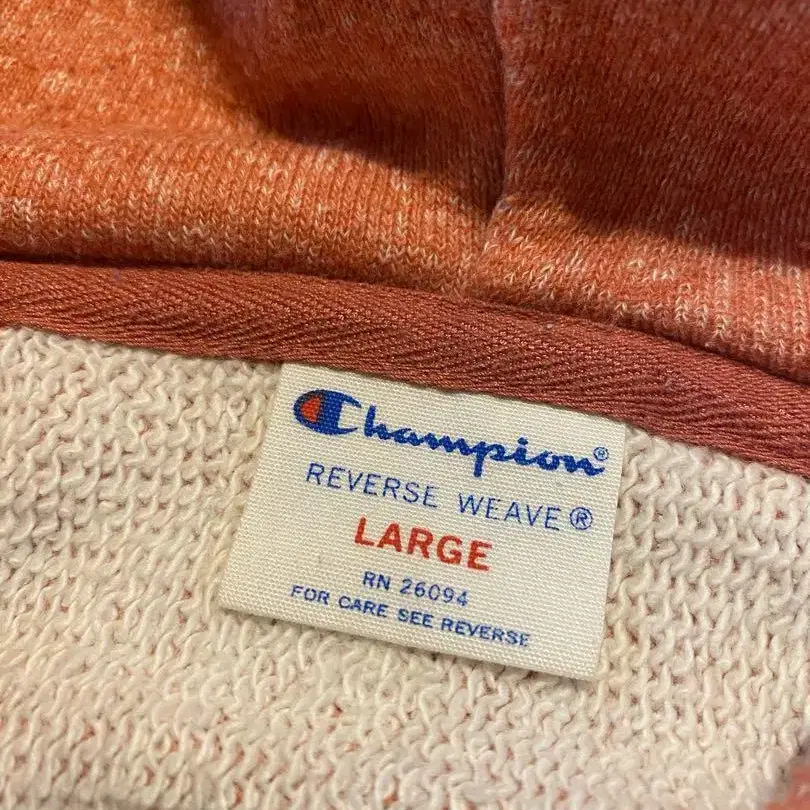 Champion®
REVERSE WEAVE®
LARGE
RN 26094
FOR CARE SEE REVERSE